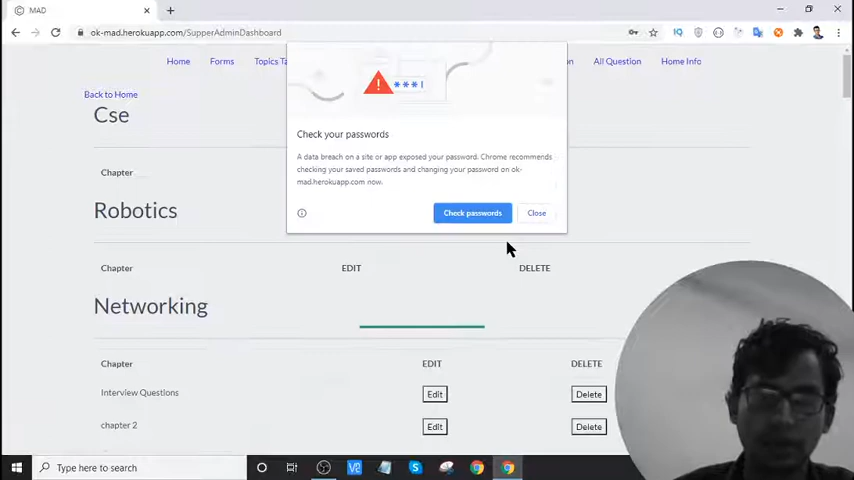 MAD
ok-mad.herokuapp.com/SupperAdminDashboard
Home Forms Topics Ta
on All Question Home Info
Back to Home
Cse
Chapter
Check your passwords
A data breach on a site or app exposed your password. Chrome recommends
checking your saved passwords and changing your password on ok-
mad.herokuapp.com now.
Check passwords Close
Robotics
Chapter EDIT DELETE
Networking
Chapter EDIT DELETE
Interview Questions Edit Delete
chapter 2 Edit Delete
Type here to search